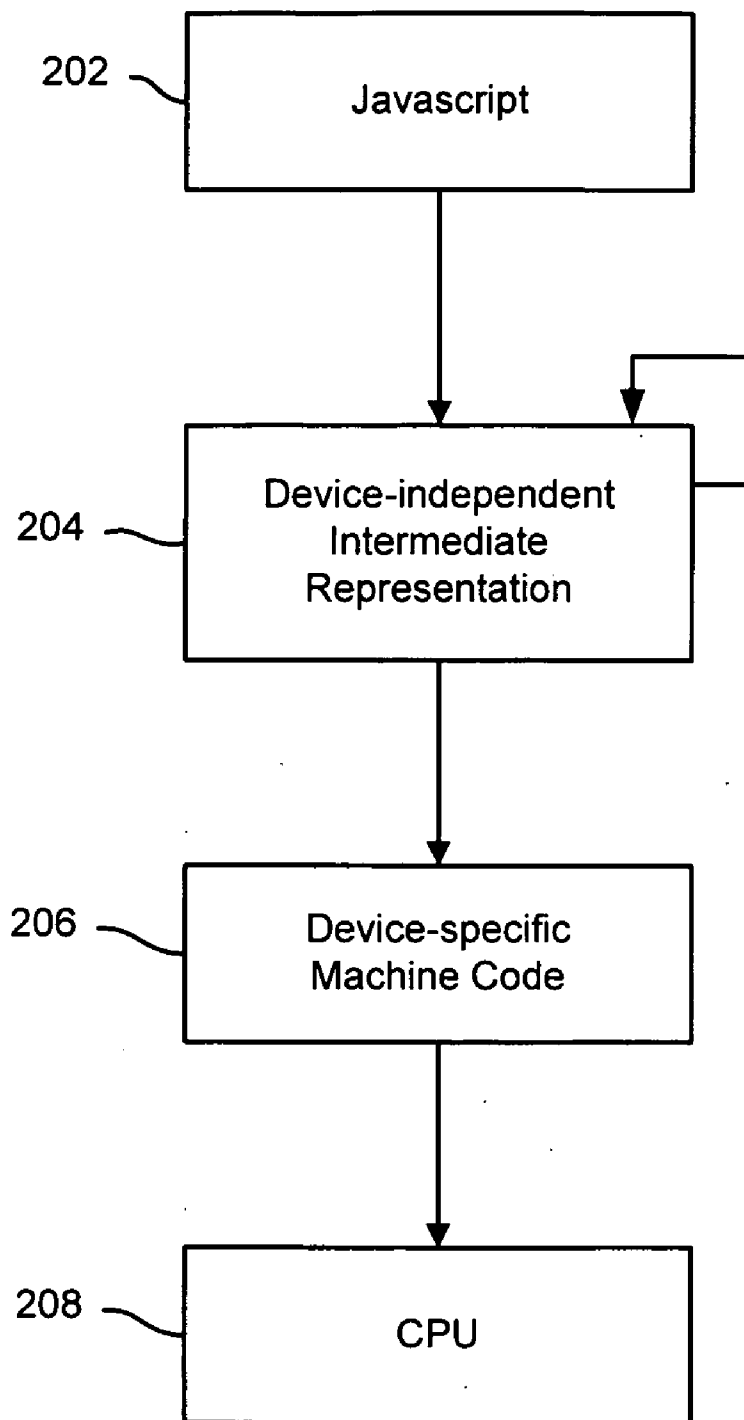 202
Javascript
204
Device-independent
Intermediate
Representation
206
Device-specific
Machine Code
208
CPU